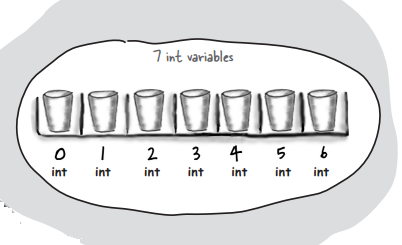 7 int variables
0 1 2 3 4 5 6
int int int int int int int